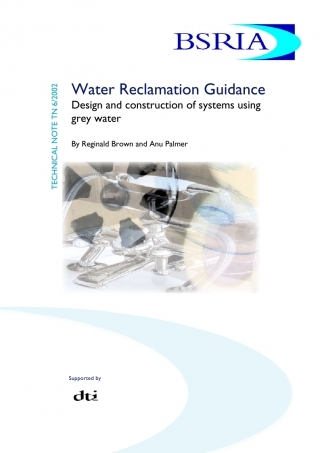 BSRIA
TECHNICAL NOTE TN 6/2002
Water Reclamation Guidance
Design and construction of systems using
grey water
By Reginald Brown and Anu Palmer
Supported by
dti